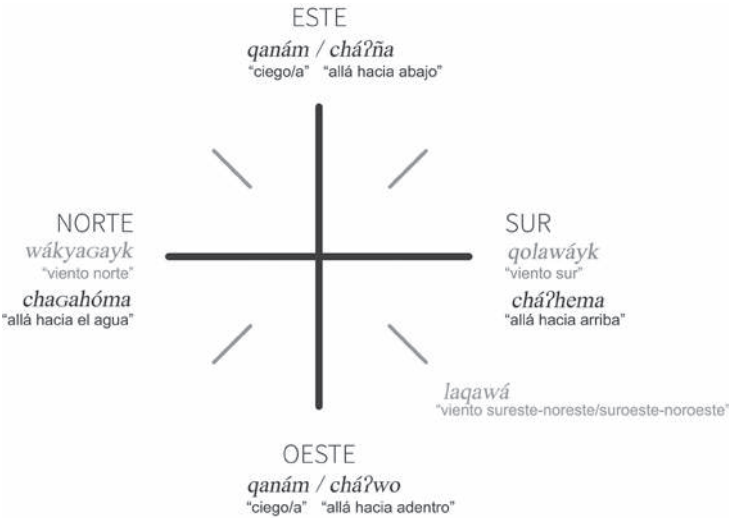 ESTE
qanám / cháʔña
“ciego/a” “allá hacia abajo”
NORTE
wákyaɢayk
“viento norte”
chaɢahóma
“allá hacia el agua”
SUR
qolawáyk
“viento sur”
cháʔhema
“allá hacia arriba”
laqawá
“viento sureste-noreste/suroeste-noroeste”
OESTE
qanám / cháʔwo
“ciego/a” “allá hacia adentro”